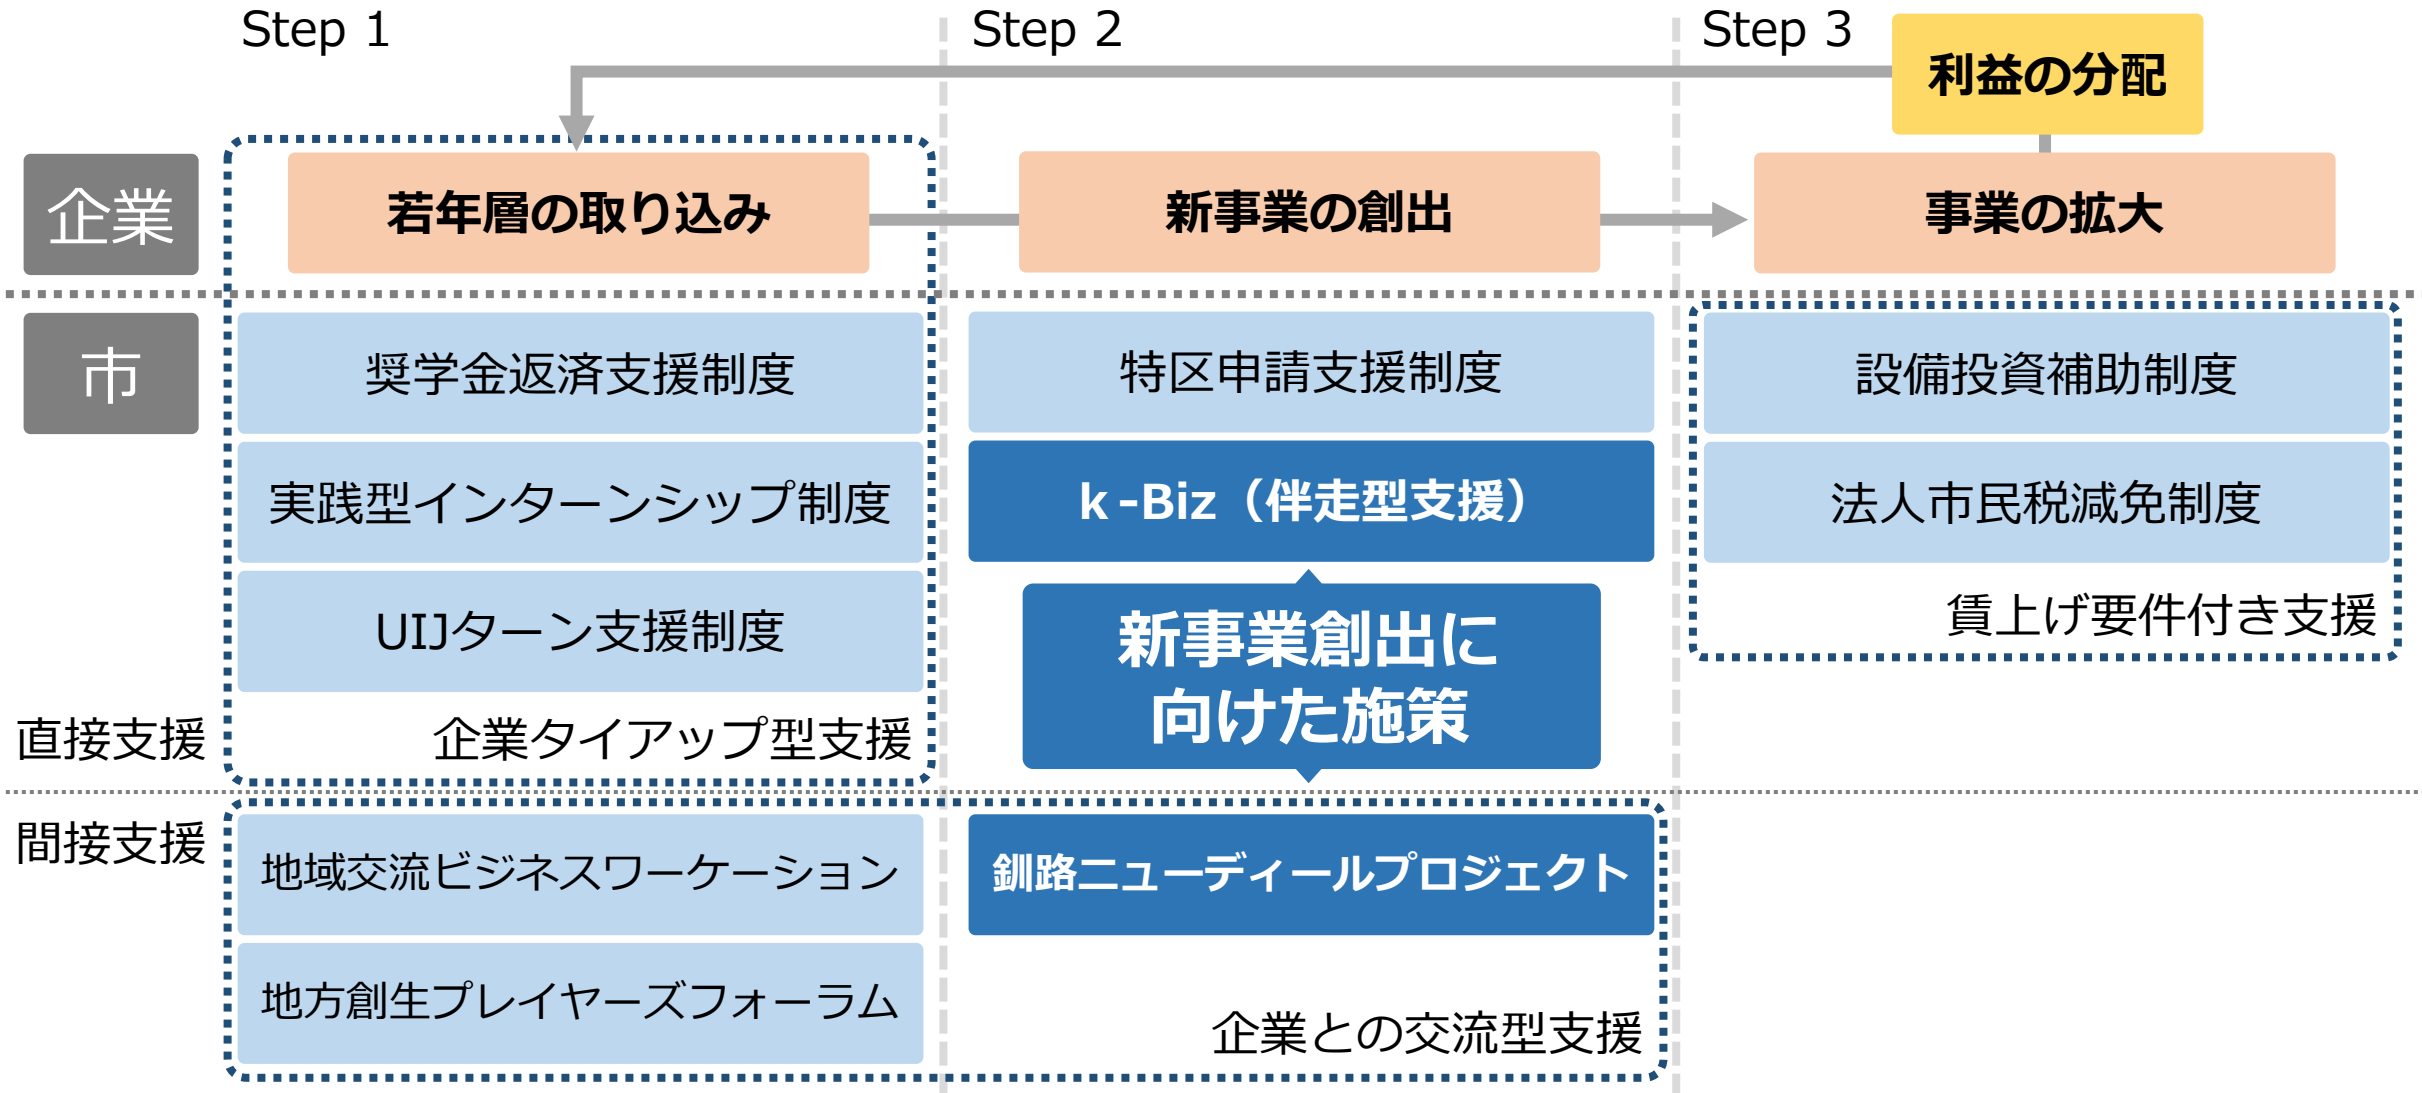 Step 1
Step 2
Step 3
利益の分配
企業
若年層の取り込み
新事業の創出
事業の拡大
市
奨学金返済支援制度
特区申請支援制度
設備投資補助制度
実践型インターンシップ制度
k-Biz（伴走型支援）
法人市民税減免制度
UIJターン支援制度
新事業創出に
向けた施策
賃上げ要件付き支援
直接支援
企業タイアップ型支援
間接支援
地域交流ビジネスワーケーション
釧路ニューディールプロジェクト
地方創生プレイヤーズフォーラム
企業との交流型支援